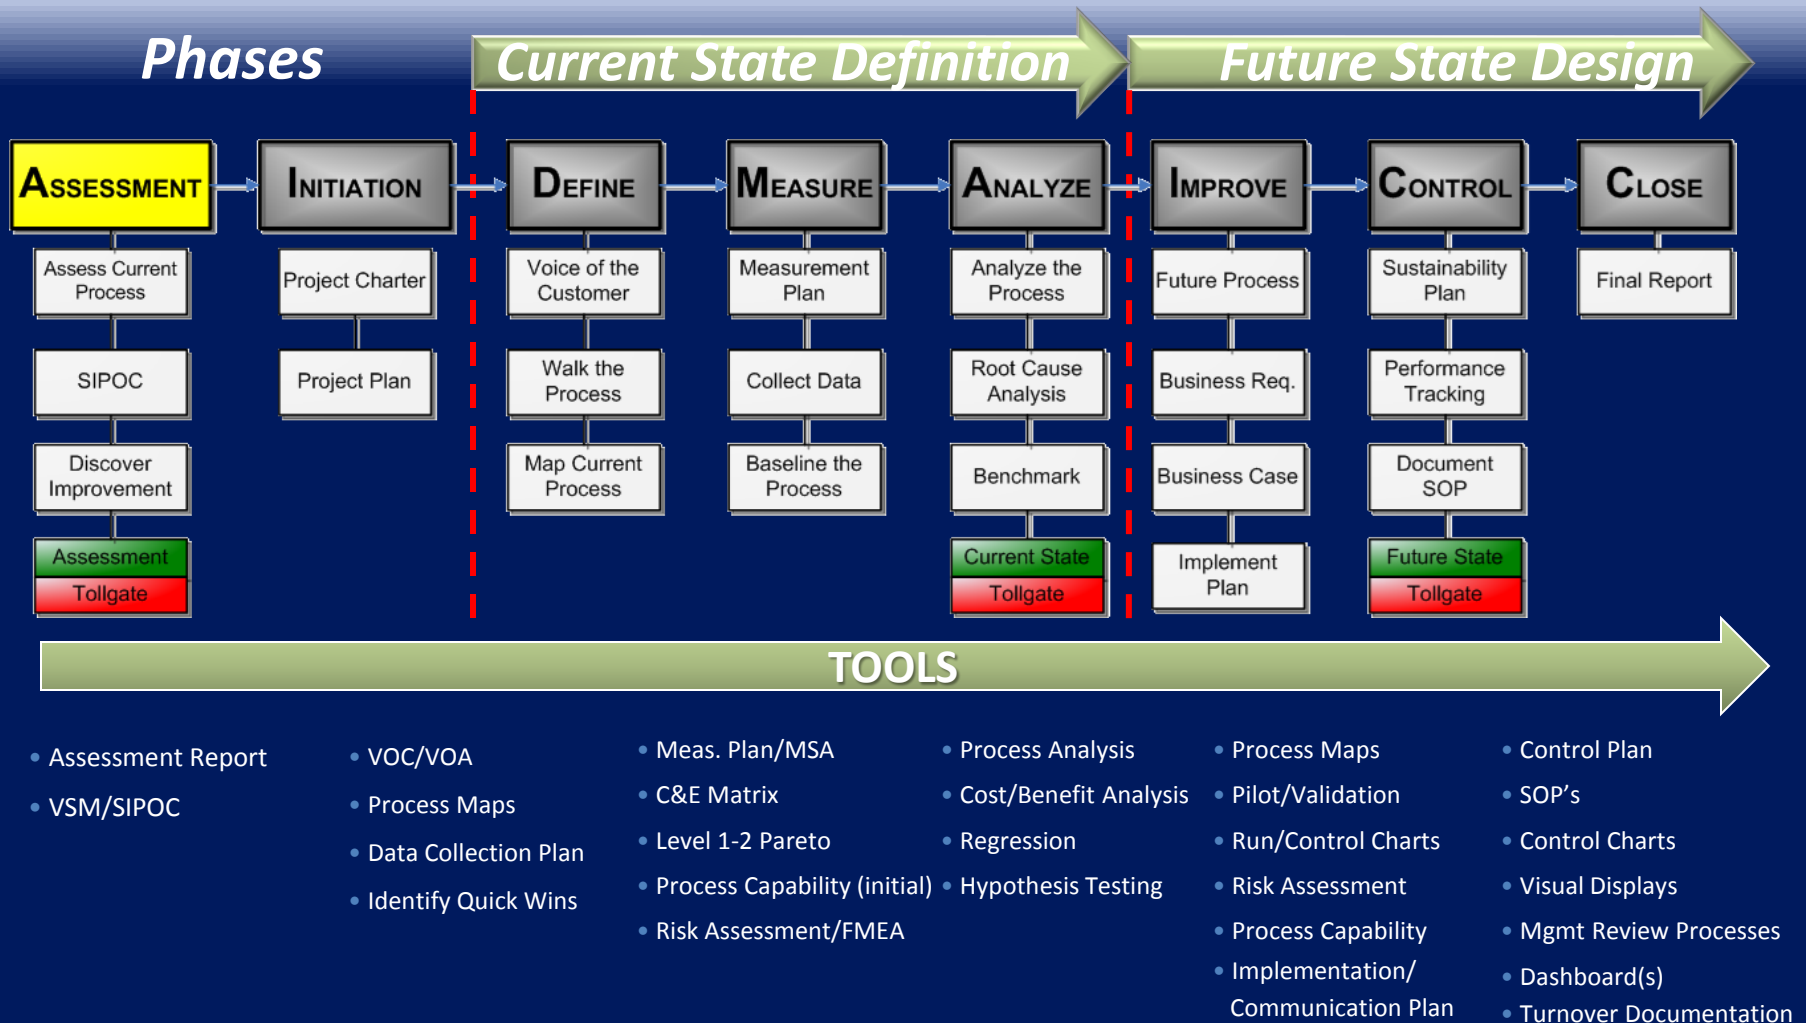 Phases
Current State Definition
Future State Design
ASSESSMENT
INITIATION
DEFINE
MEASURE
ANALYZE
IMPROVE
CONTROL
CLOSE
Assess Current
Process
SIPOC
Discover
Improvement
Assessment
Tollgate
Project Charter
Project Plan
Voice of the
Customer
Walk the
Process
Map Current
Process
Measurement
Plan
Collect Data
Baseline the
Process
Analyze the
Process
Root Cause
Analysis
Benchmark
Current State
Tollgate
Future Process
Business Req.
Business Case
Implement
Plan
Sustainability
Plan
Performance
Tracking
Document
SOP
Future State
Tollgate
Final Report
TOOLS
• Assessment Report
• VSM/SIPOC
• VOC/VOA
• Process Maps
• Data Collection Plan
• Identify Quick Wins
• Meas. Plan/MSA
• C&E Matrix
• Level 1-2 Pareto
• Process Capability (initial)
• Risk Assessment/FMEA
• Process Analysis
• Cost/Benefit Analysis
• Regression
• Hypothesis Testing
• Process Maps
• Pilot/Validation
• Run/Control Charts
• Risk Assessment
• Process Capability
• Implementation/
Communication Plan
• Control Plan
• SOP's
• Control Charts
• Visual Displays
• Mgmt Review Processes
• Dashboard(s)
• Turnover Documentation